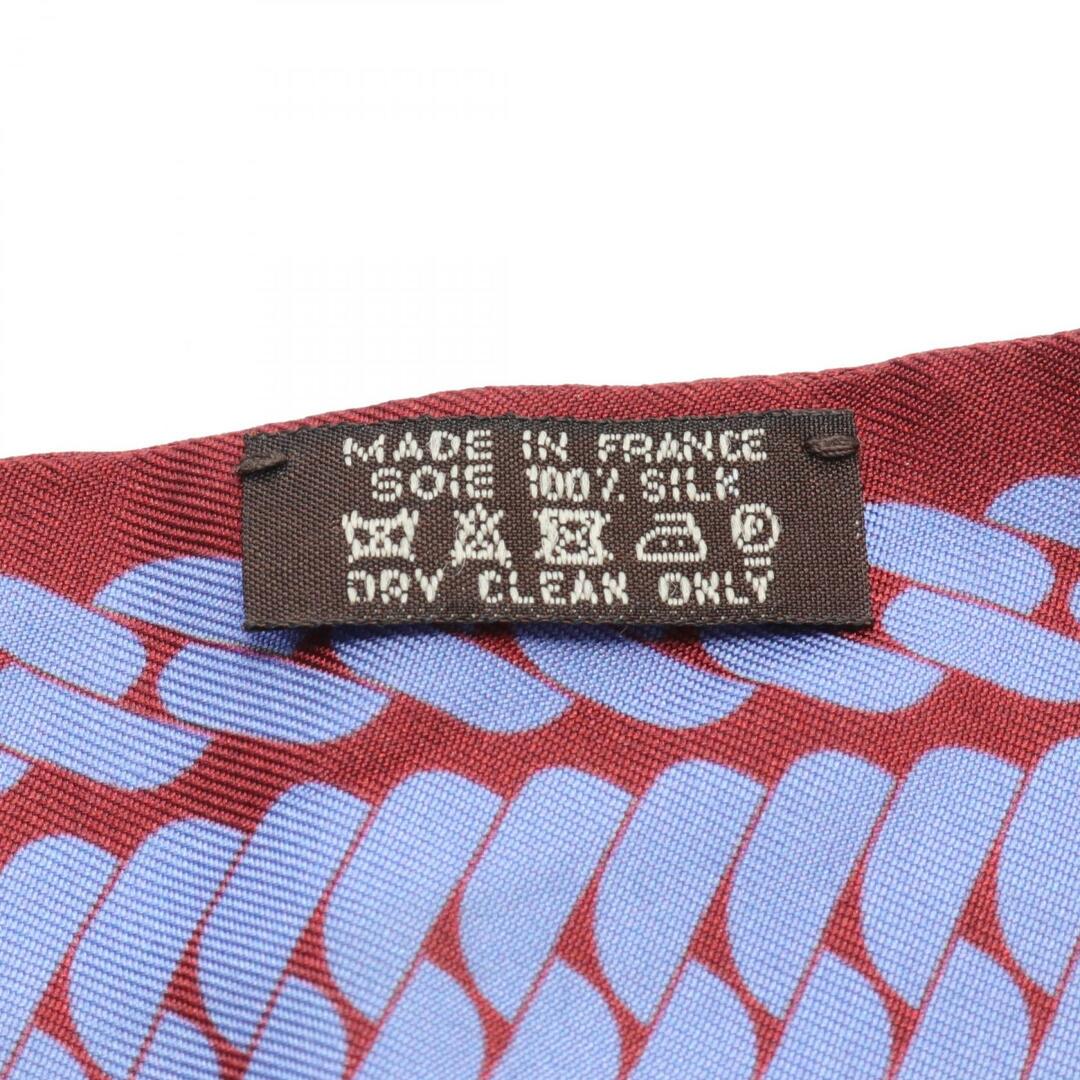 MADE IN FRANCE
SOIE 100% SILK
P
DRY CLEAN ONLY